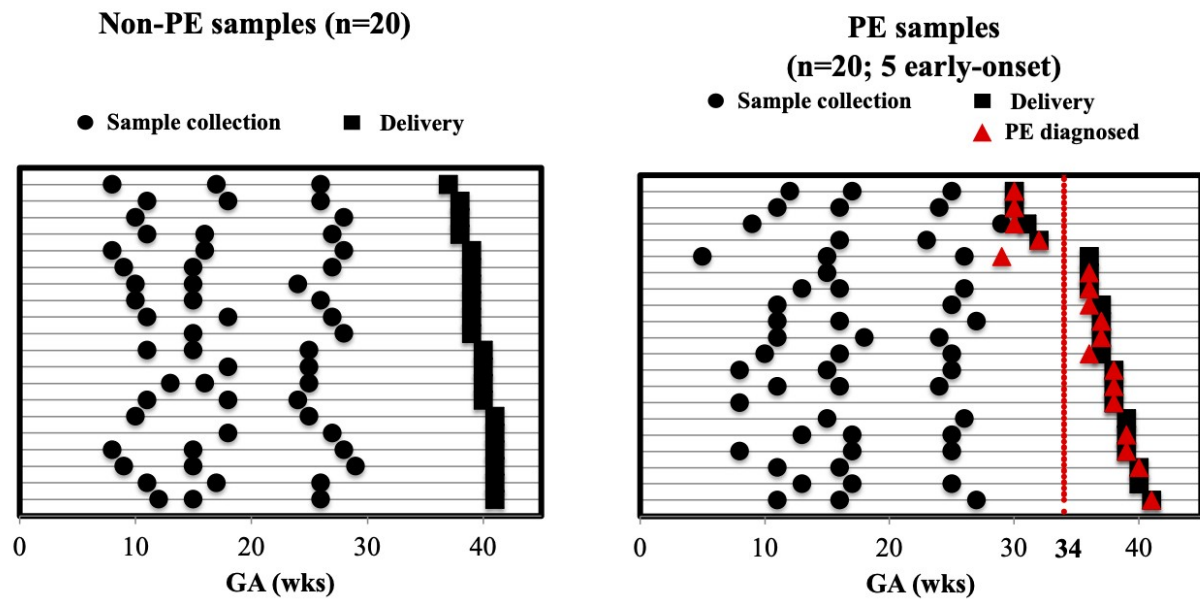 Non-PE samples (n=20)
Sample collection
Delivery
0
10
20
30
40
GA (wks)
PE samples
(n=20; 5 early-onset)
Sample collection
Delivery
PE diagnosed
0
10
20
30
34
40
GA (wks)